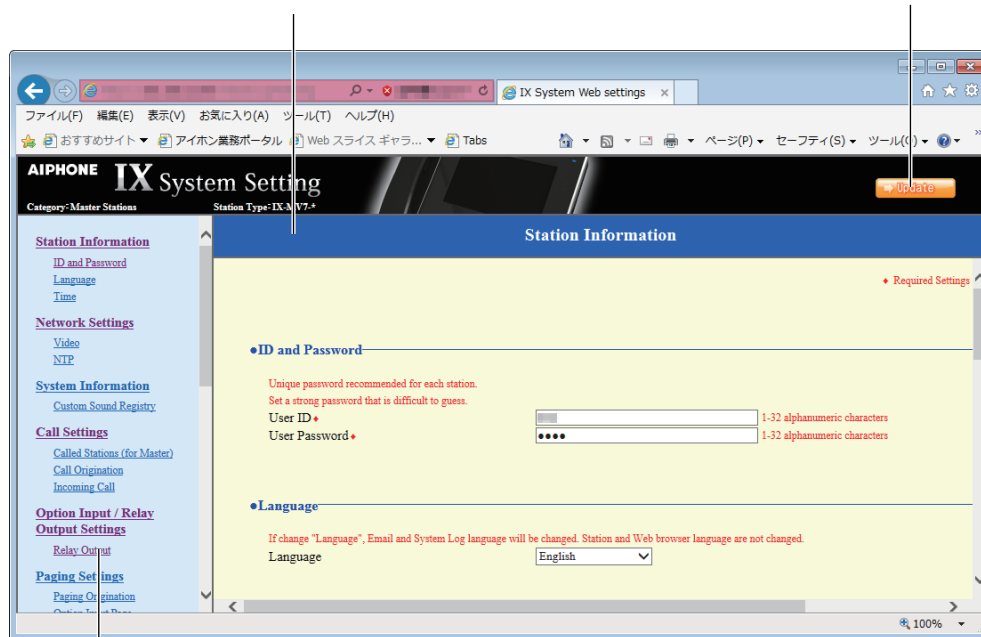 IX System Web settings ×
ファイル(F) 編集(E) 表示(V) お気に入り(A) ツール(T) ヘルプ(H)
おすすめサイト アイホン業務ポータル Web スライス ギャラ... Tabs ページ(P) セーフティ(S) ツール(O) »
AIPHONE IX System Setting
Update
Category:Master Stations Station Type:IX-MV7-*
Station Information
ID and Password
Language
Time
Network Settings
Video
NTP
System Information
Custom Sound Registry
Call Settings
Called Stations (for Master)
Call Origination
Incoming Call
Option Input / Relay
Output Settings
Relay Output
Paging Settings
Paging Origination
Option Input Page
Station Information
♦ Required Settings
●ID and Password
Unique password recommended for each station.
Set a strong password that is difficult to guess.
User ID♦ 1-32 alphanumeric characters
User Password♦ ●●●● 1-32 alphanumeric characters
●Language
If change "Language", Email and System Log language will be changed. Station and Web browser language are not changed.
Language English
100%